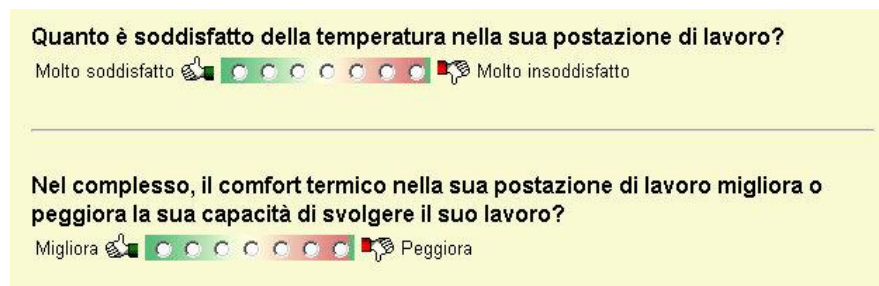 Quanto è soddisfatto della temperatura nella sua postazione di lavoro?
Molto soddisfatto Molto insoddisfatto
Nel complesso, il comfort termico nella sua postazione di lavoro migliora o
peggiora la sua capacità di svolgere il suo lavoro?
Migliora Peggiora